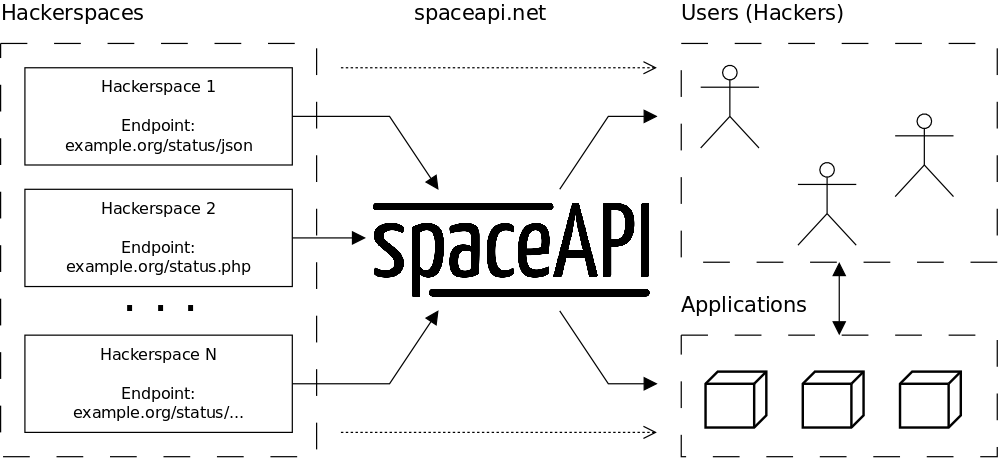 Hackerspaces
spaceapi.net
Users (Hackers)
Hackerspace 1
Endpoint:
example.org/status/json
Hackerspace 2
Endpoint:
example.org/status.php
. . .
Hackerspace N
Endpoint:
example.org/status/...
spaceAPI
Applications